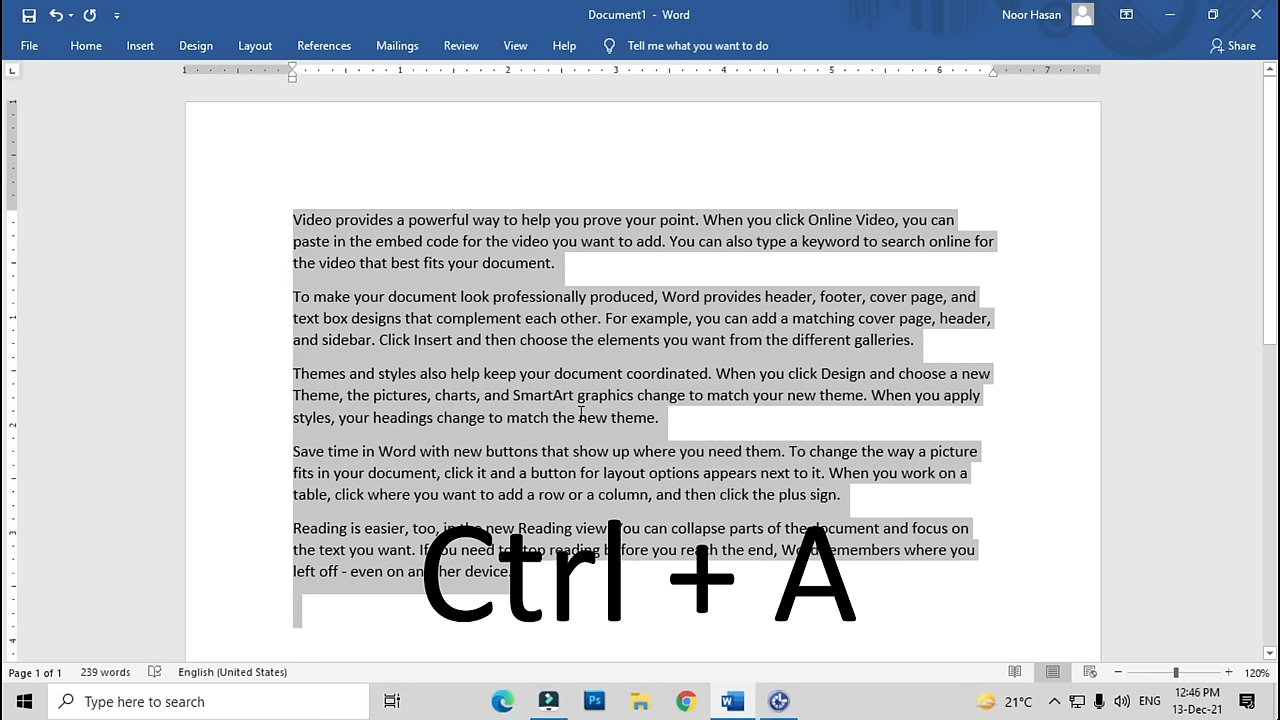 Document1 - Word
Noor Hasan
File Home Insert Design Layout References Mailings Review View Help Tell me what you want to do Share
1 1 2 3 4 5 6 7
1
Video provides a powerful way to help you prove your point. When you click Online Video, you can
paste in the embed code for the video you want to add. You can also type a keyword to search online for
the video that best fits your document.
To make your document look professionally produced, Word provides header, footer, cover page, and
text box designs that complement each other. For example, you can add a matching cover page, header,
1
and sidebar. Click Insert and then choose the elements you want from the different galleries.
Themes and styles also help keep your document coordinated. When you click Design and choose a new
Theme, the pictures, charts, and SmartArt graphics change to match your new theme. When you apply
2
styles, your headings change to match the new theme.
Save time in Word with new buttons that show up where you need them. To change the way a picture
fits in your document, click it and a button for layout options appears next to it. When you work on a
table, click where you want to add a row or a column, and then click the plus sign.
3
Reading is easier, too, in the new Reading view. You can collapse parts of the document and focus on
the text you want. If you need to stop reading before you reach the end, Word remembers where you
left off - even on another device.
Ctrl + A
4
Page 1 of 1 239 words English (United States) 120%
Type here to search
Ps
W
21°C
ENG
12:46 PM
13-Dec-21